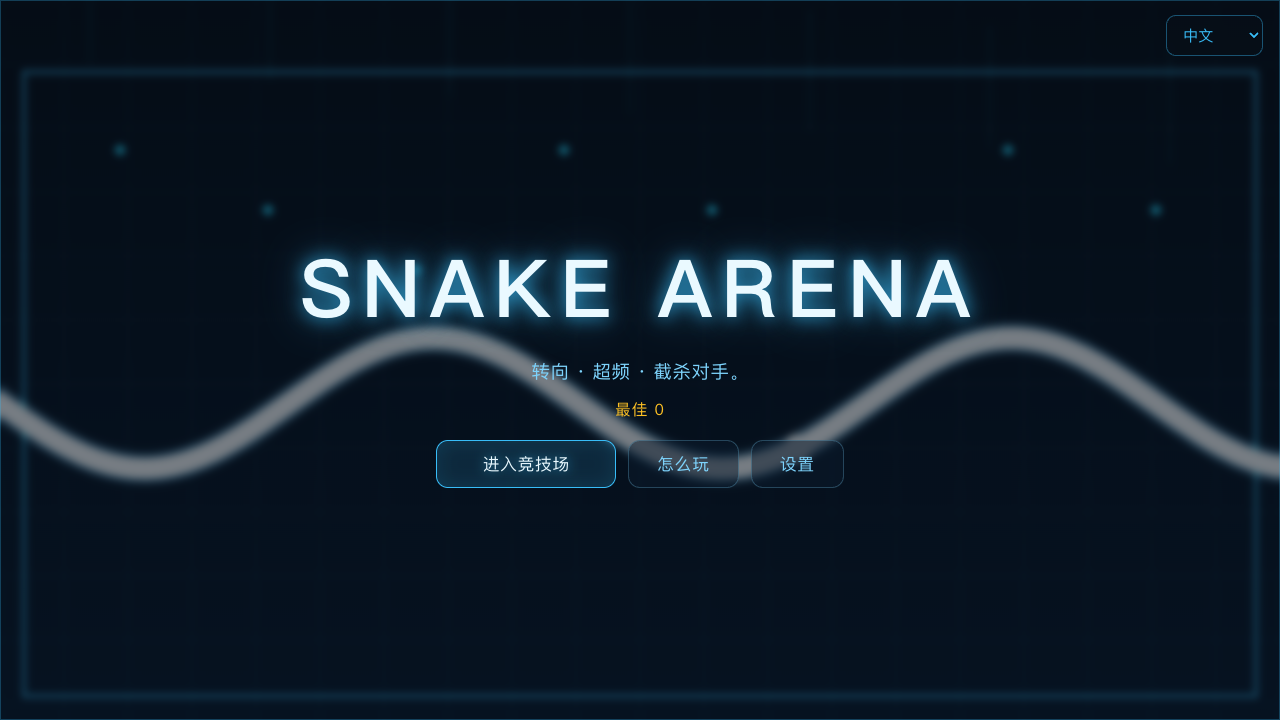 中文
SNAKE ARENA
转向 · 超频 · 截杀对手。
最佳 0
进入竞技场 怎么玩 设置